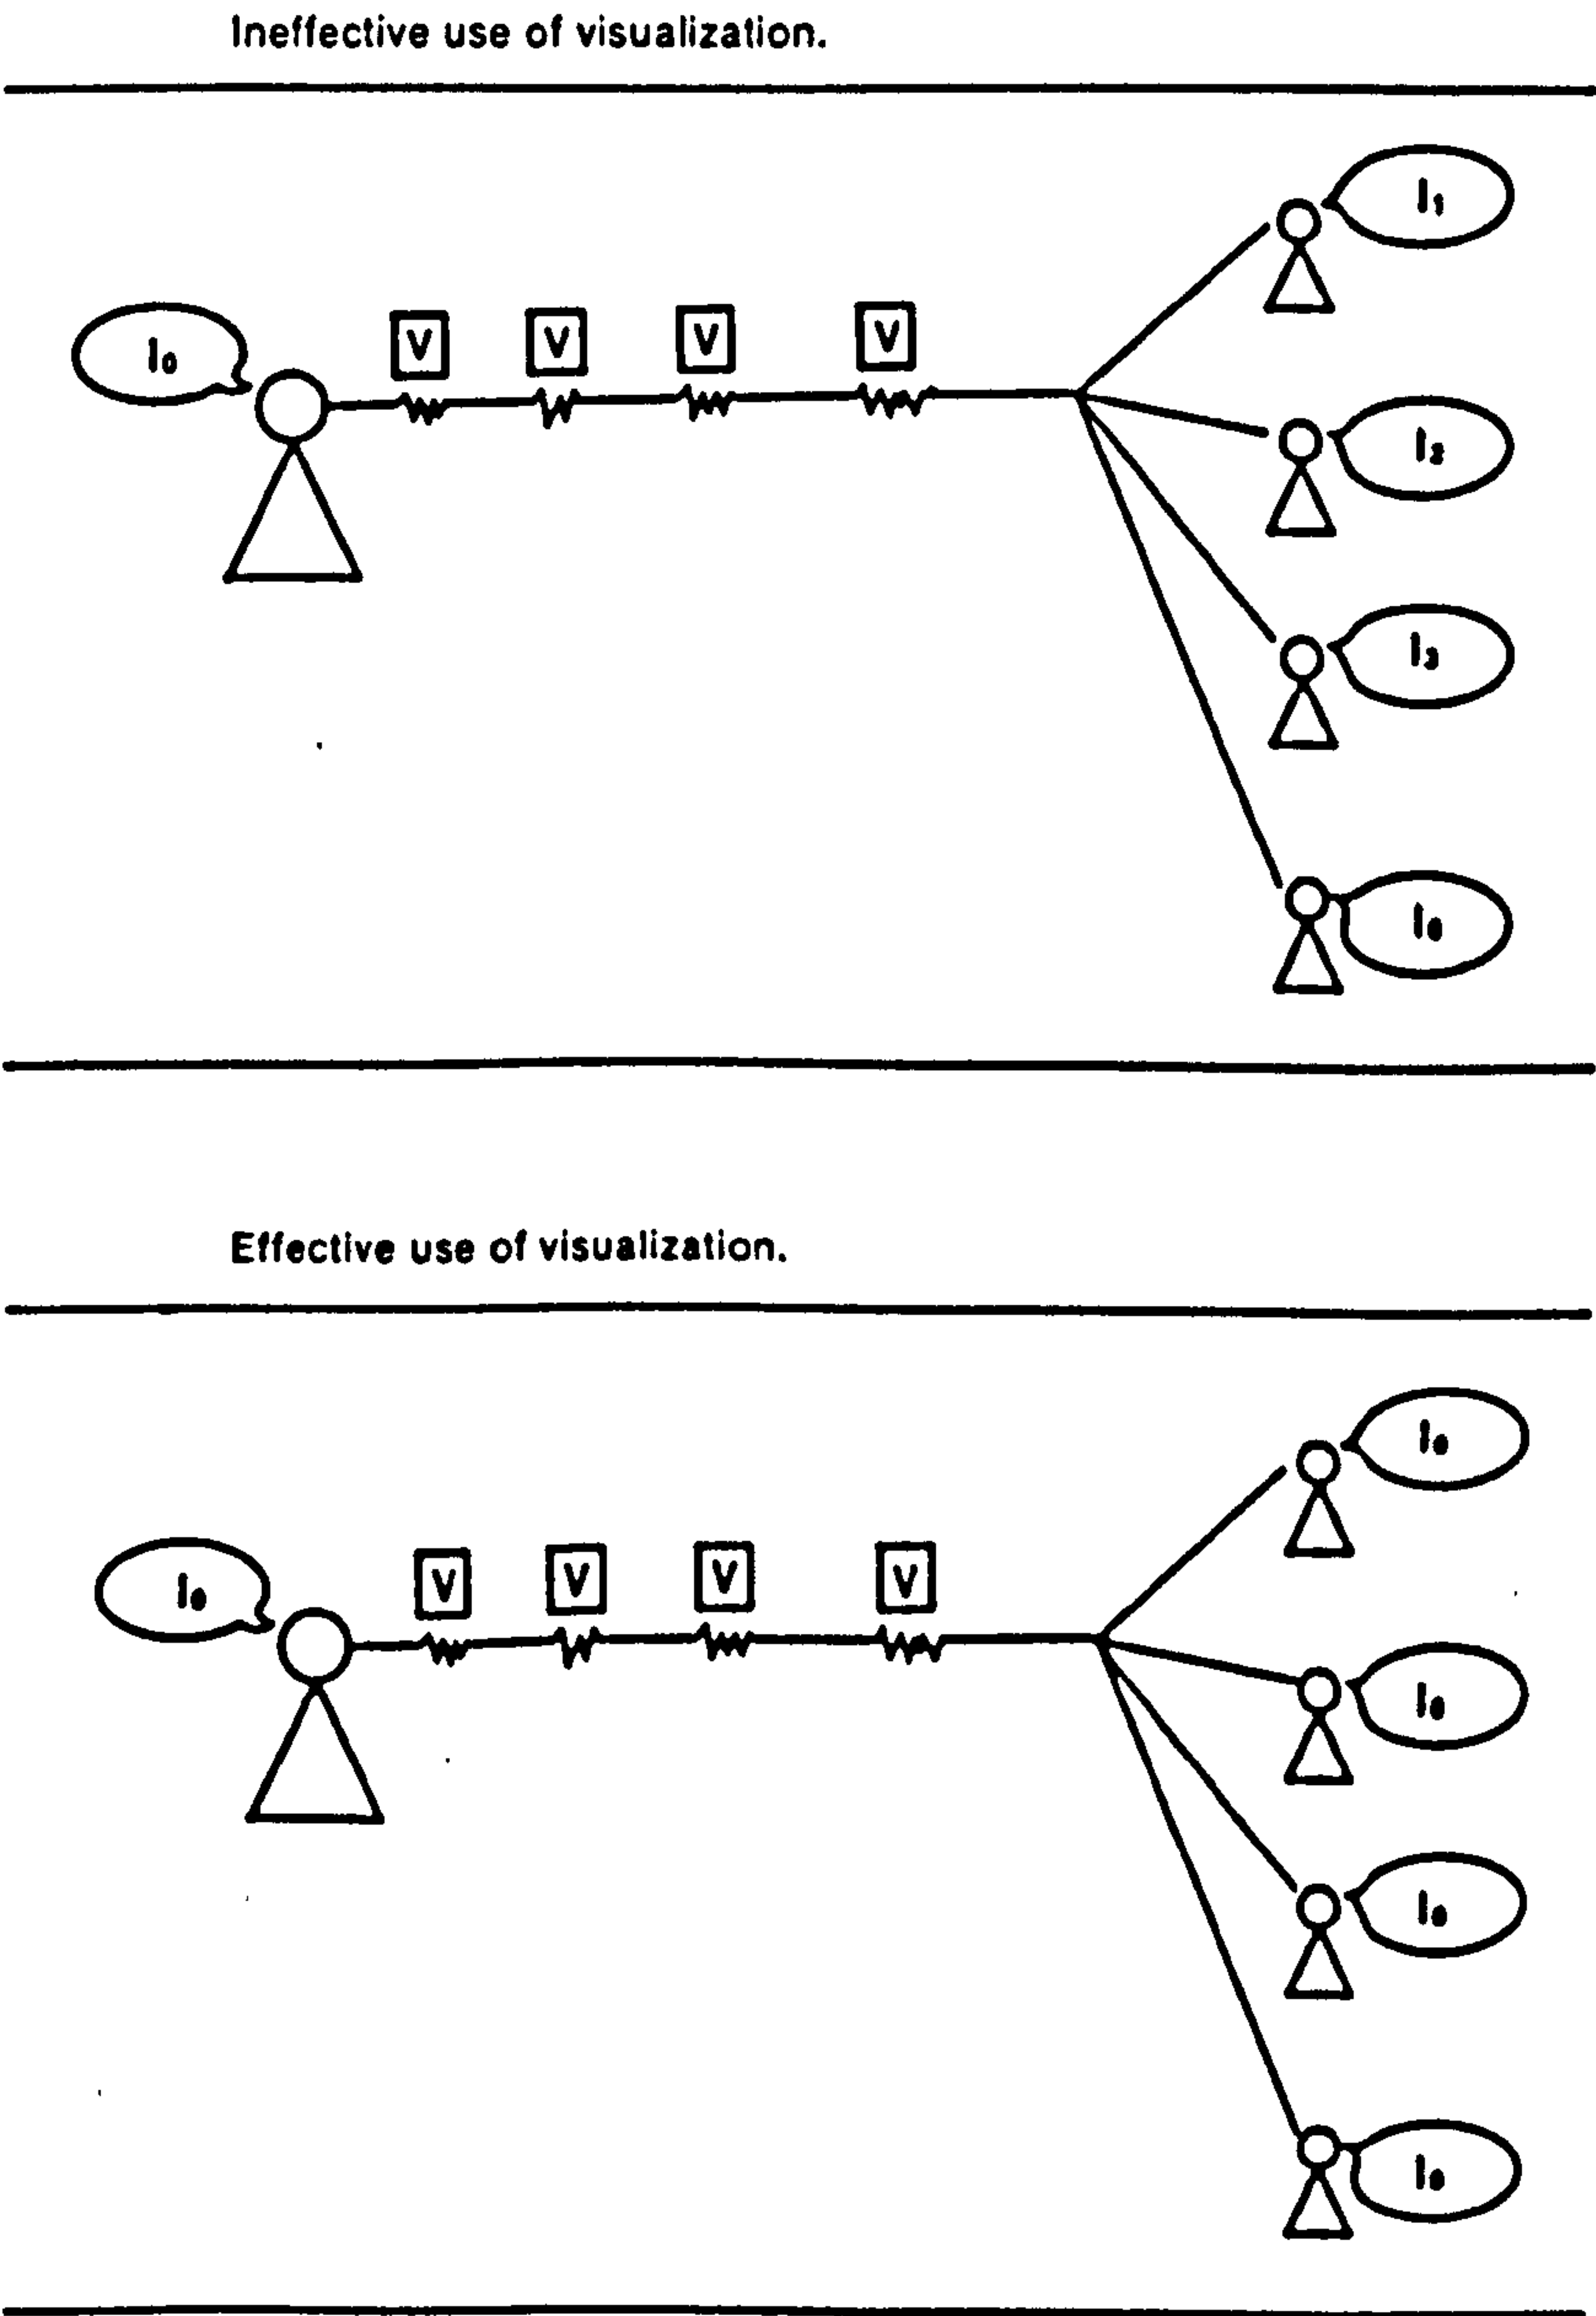 Ineffective use of visualization.
I₁
I₀ V V V V
I₂
I₃
I₀
Effective use of visualization.
I₀
I₀ V V V V
I₀
I₀
I₀